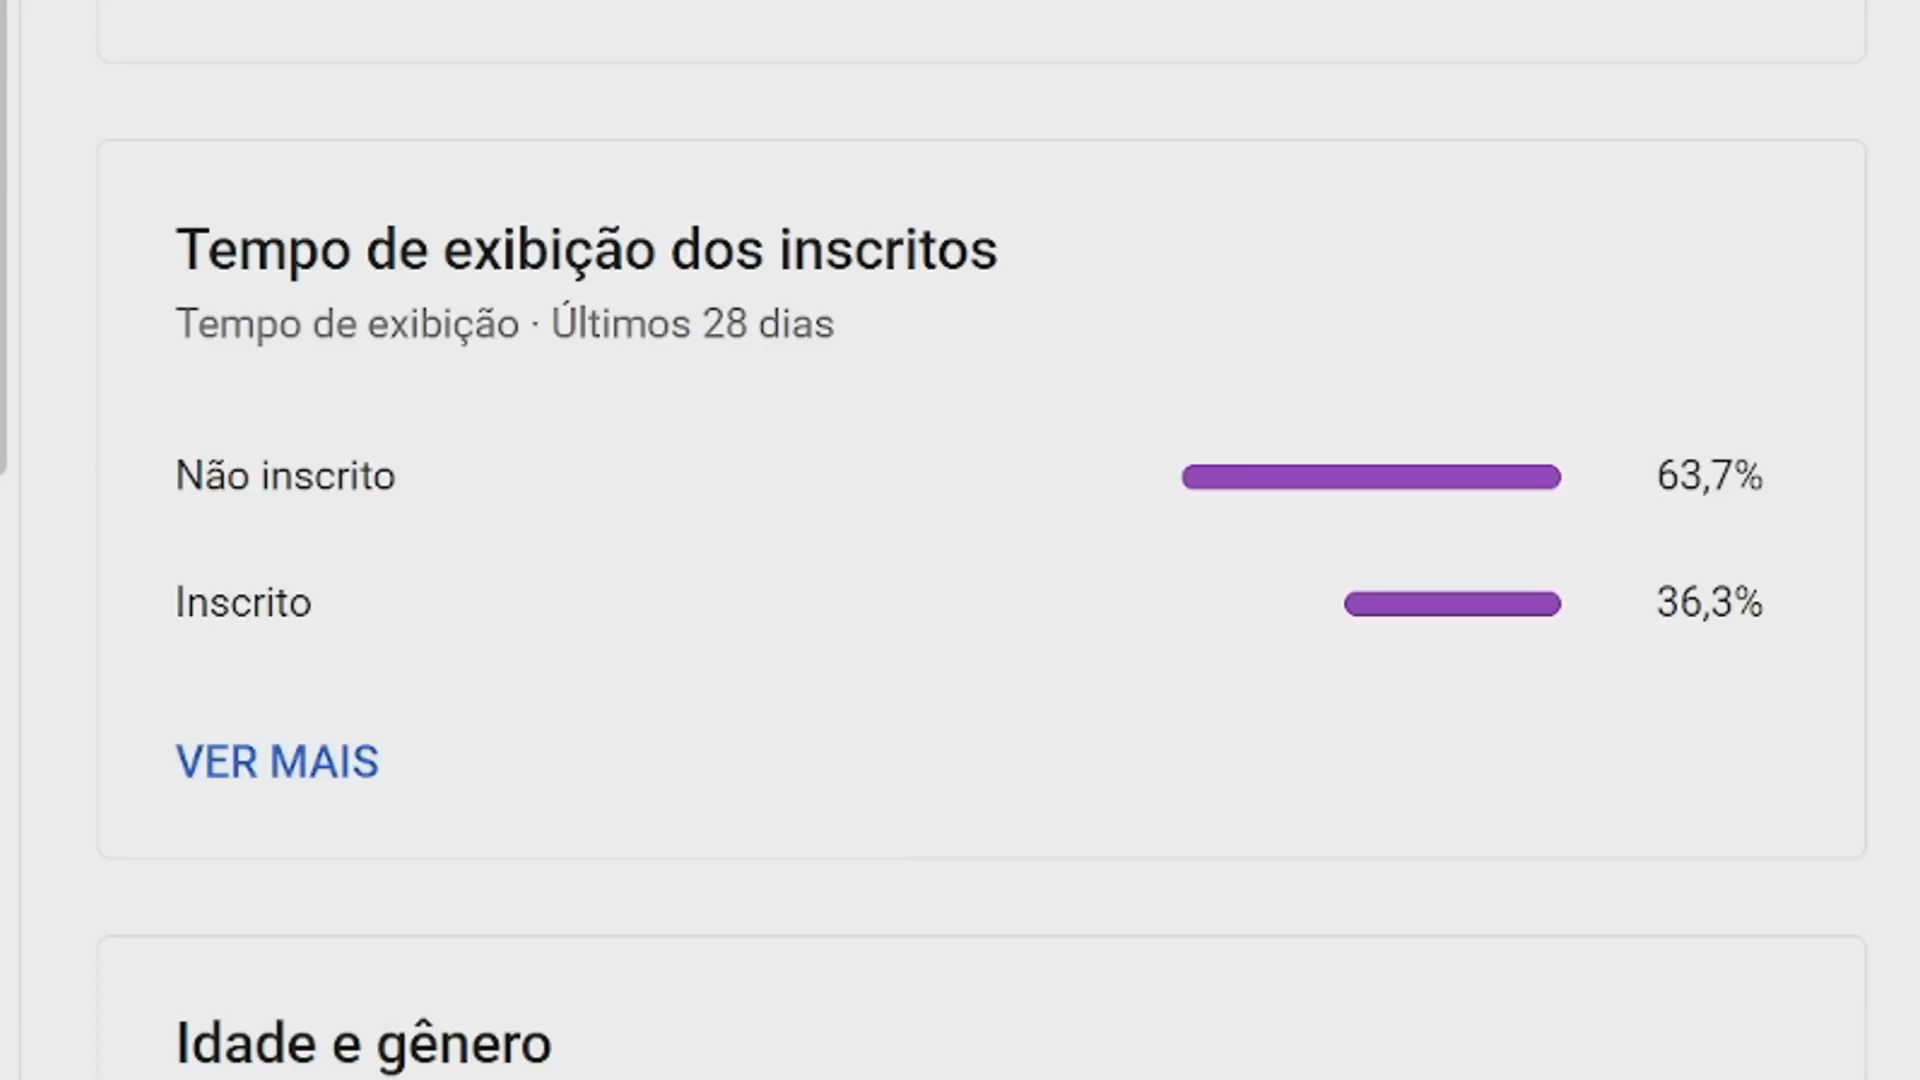 Tempo de exibição dos inscritos
Tempo de exibição · Últimos 28 dias
Não inscrito 63,7%
Inscrito 36,3%
VER MAIS
Idade e gênero